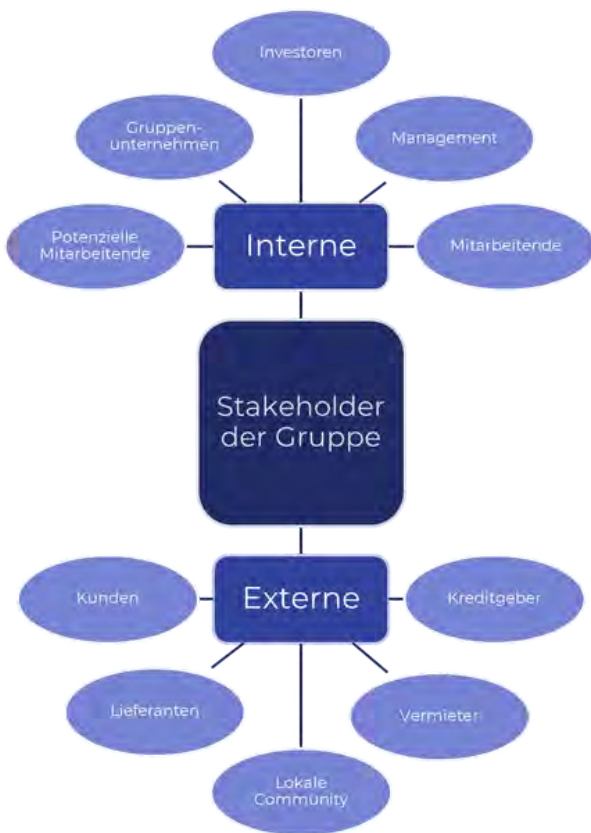 Investoren
Gruppen-
unternehmen
Management
Potenzielle
Mitarbeitende
Interne
Mitarbeitende
Stakeholder
der Gruppe
Kunden
Externe
Kreditgeber
Lieferanten
Vermieter
Lokale
Community